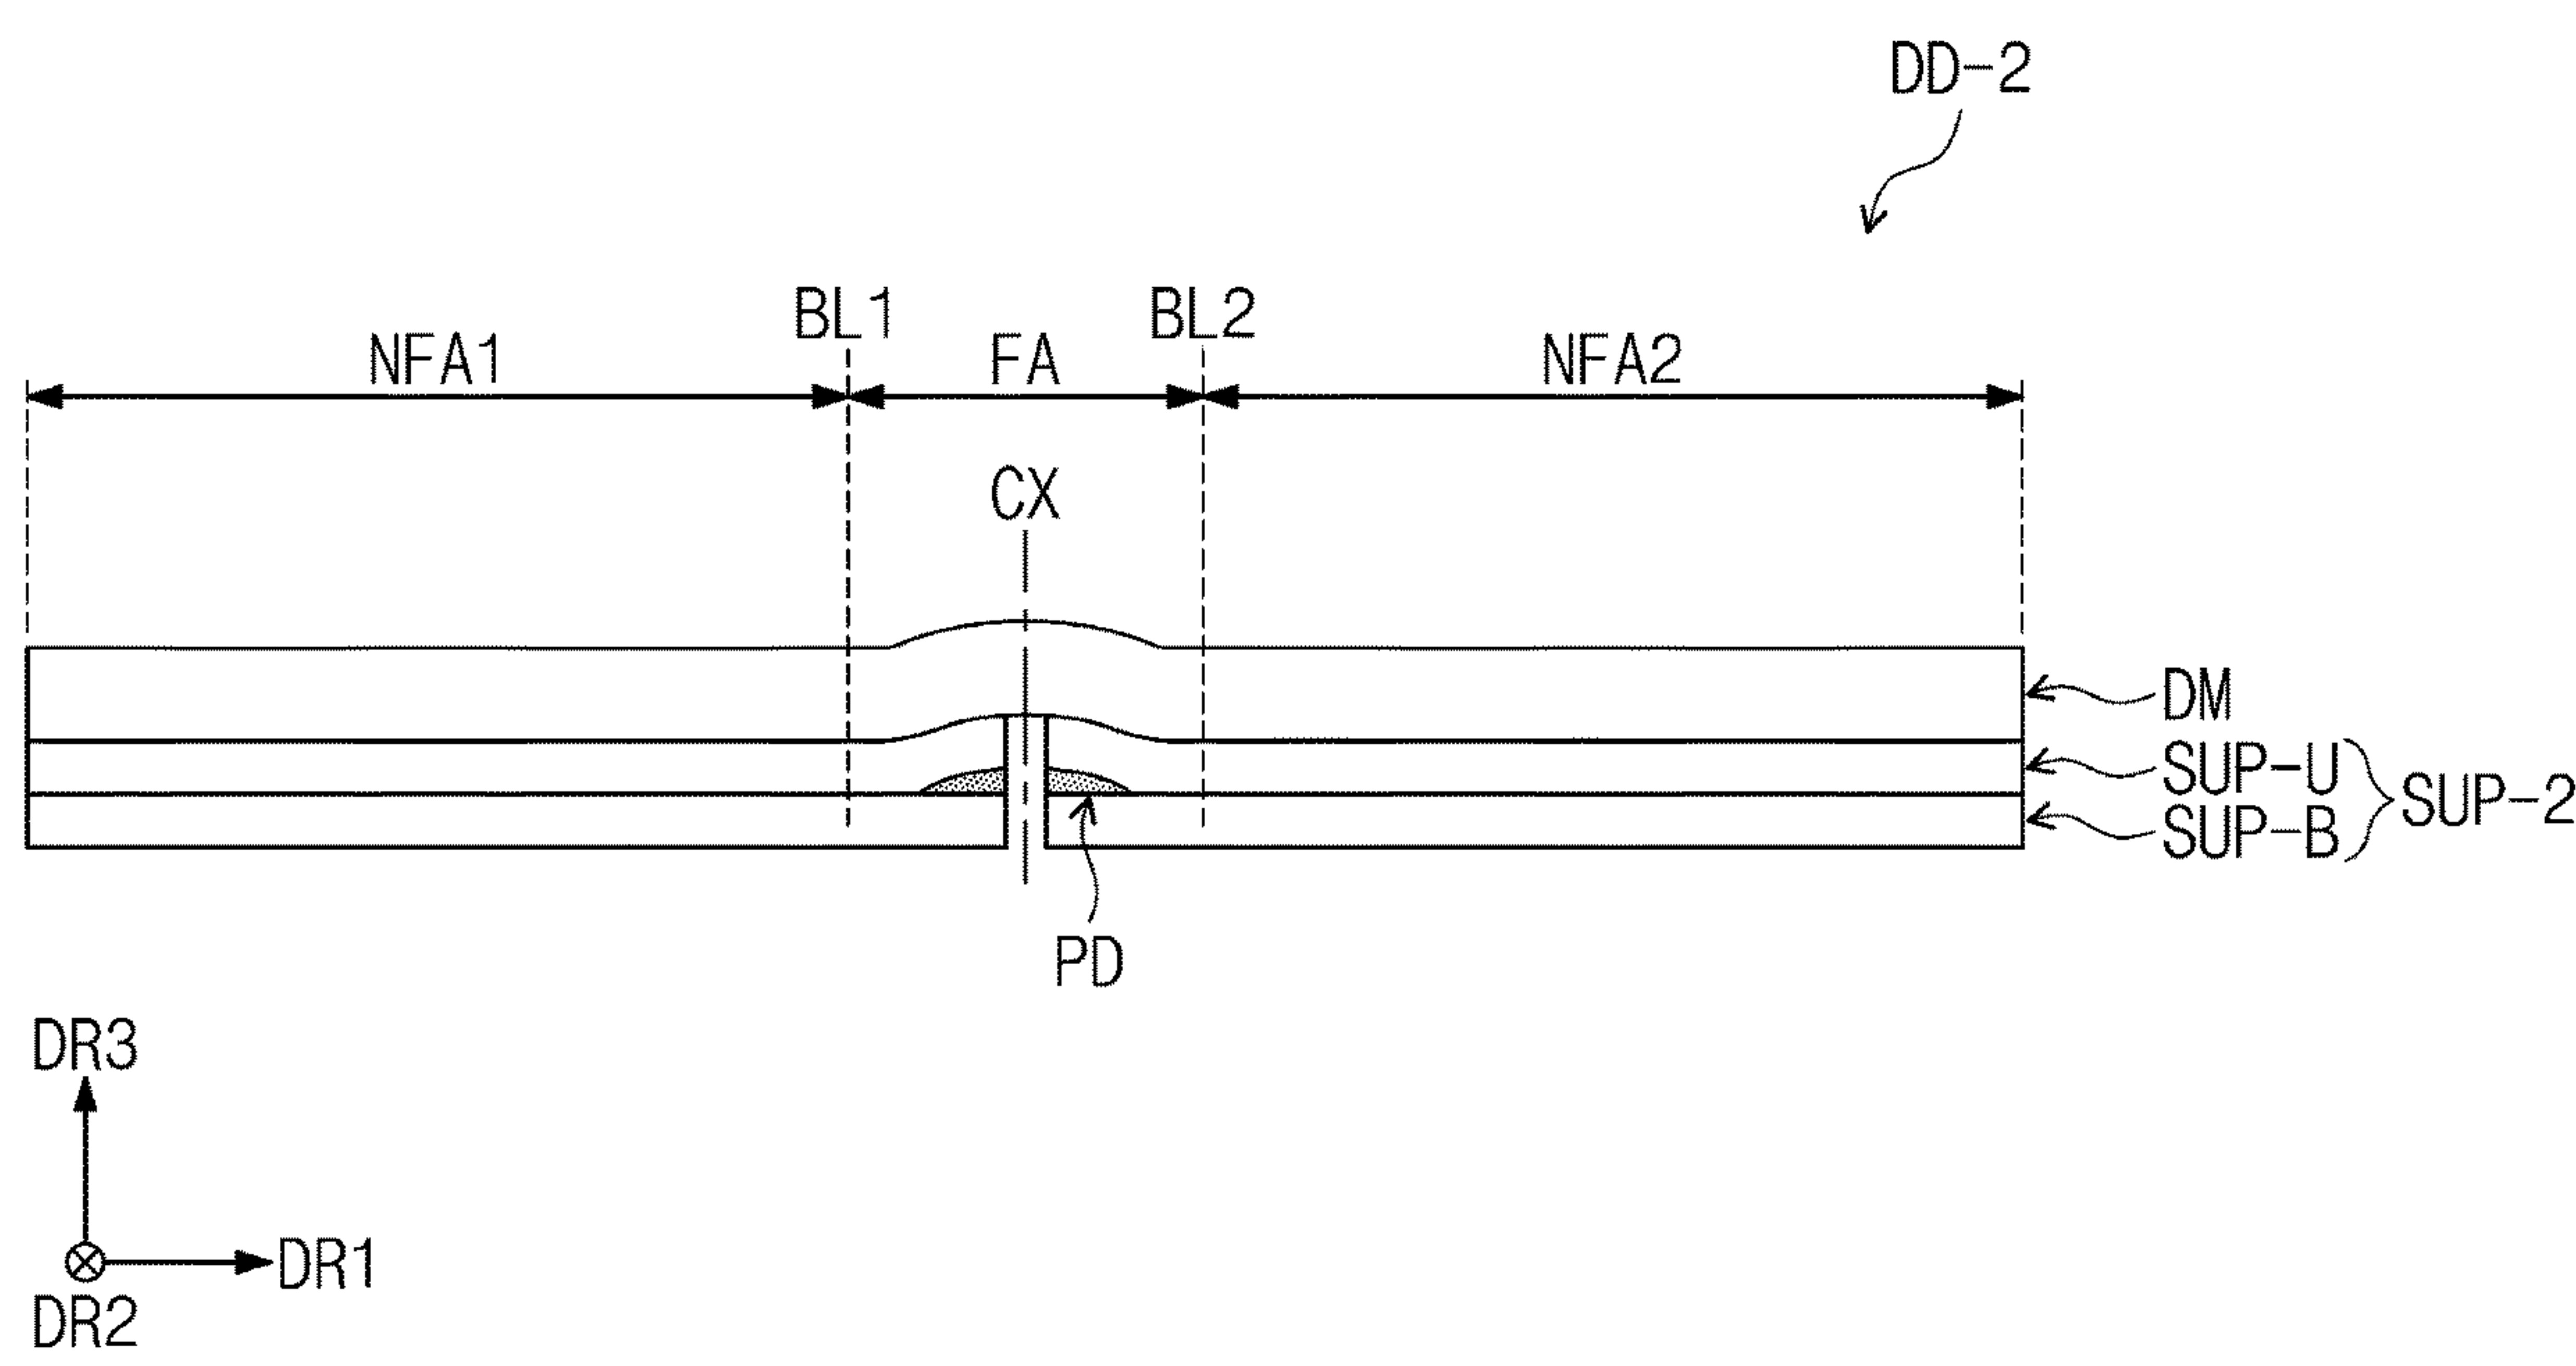 DD-2
BL1
BL2
NFA1
FA
NFA2
CX
DM
SUP-U
SUP-2
SUP-B
PD
DR3
DR1
DR2